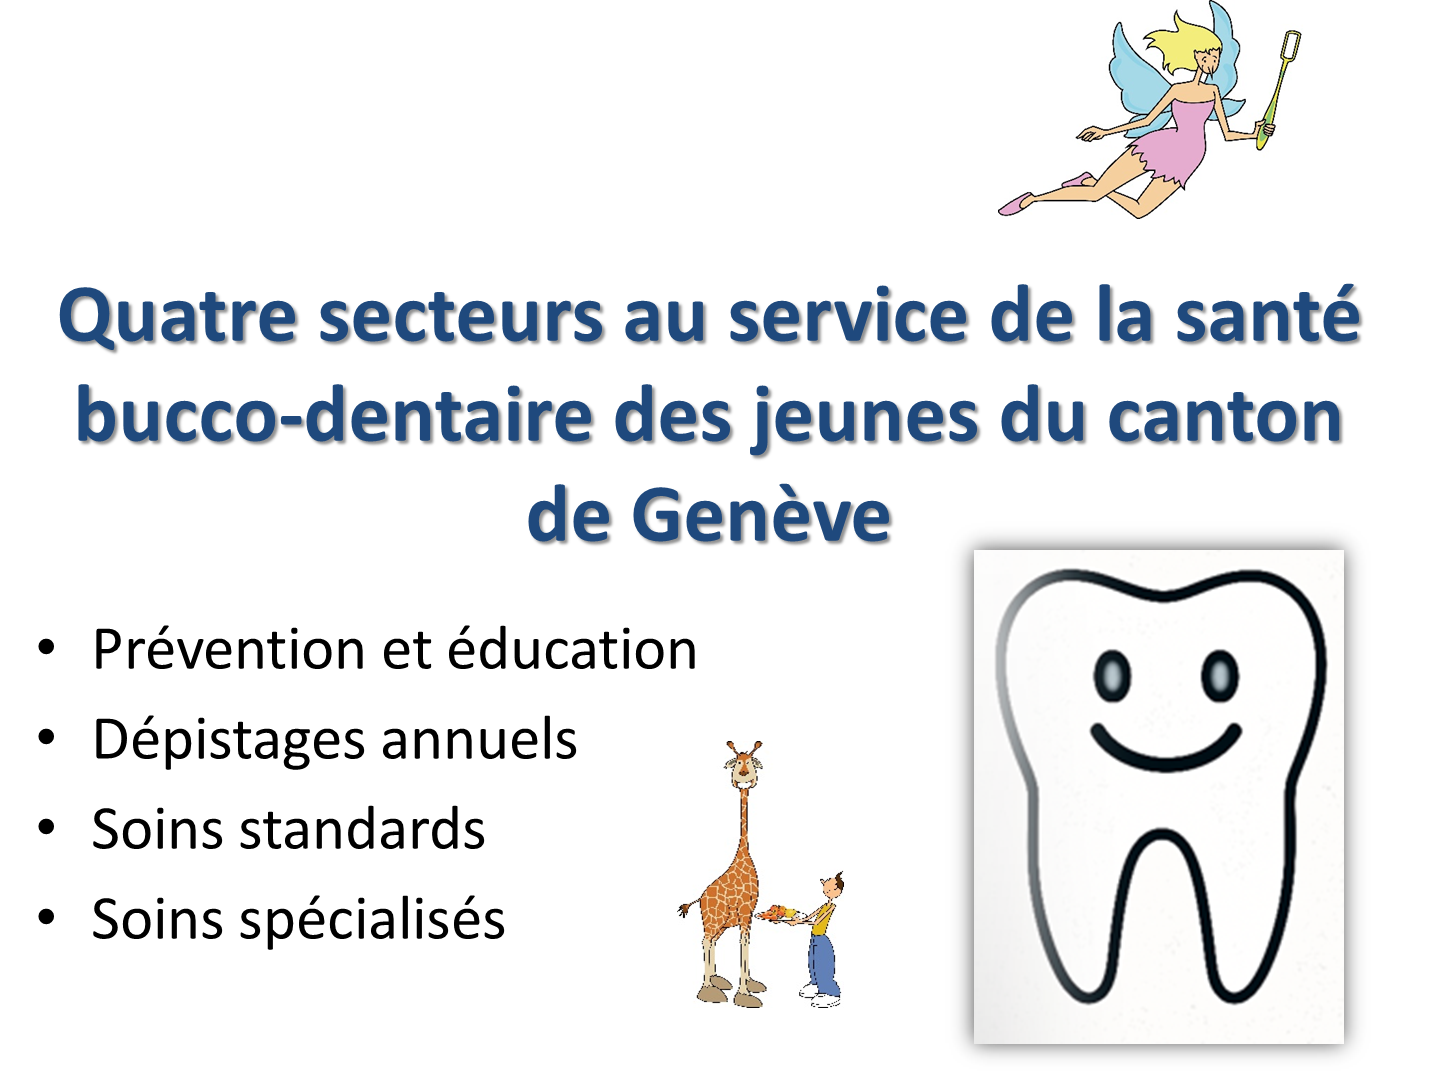 Quatre secteurs au service de la santé
bucco-dentaire des jeunes du canton
de Genève
• Prévention et éducation
• Dépistages annuels
• Soins standards
• Soins spécialisés